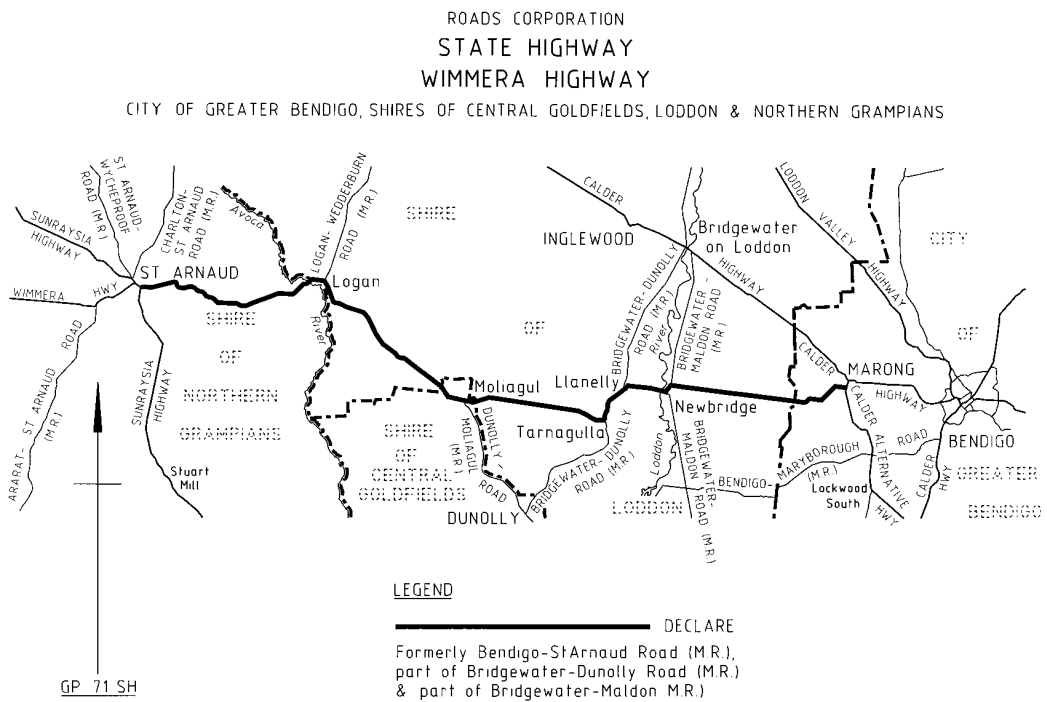 ROADS CORPORATION
STATE HIGHWAY
WIMMERA HIGHWAY
CITY OF GREATER BENDIGO, SHIRES OF CENTRAL GOLDFIELDS, LODDON & NORTHERN GRAMPIANS
ST ARNAUD-
WYCHEPROOF
ROAD (M.R.)
CHARLTON-
ST ARNAUD
ROAD (M.R.)
SUNRAYSIA
HIGHWAY
Avoca
LOGAN-WEDDERBURN
ROAD (M.R.)
SHIRE
CALDER
INGLEWOOD
Bridgewater
on Loddon
LODDON
VALLEY
HIGHWAY
CITY
ST ARNAUD
Logan
WIMMERA
HWY
SHIRE
OF
NORTHERN
GRAMPIANS
River
OF
BRIDGEWATER-DUNOLLY
ROAD (M.R.)
River
BRIDGEWATER -
MALDON ROAD
(M.R.)
HIGHWAY
OF
CALDER
MARONG
HIGHWAY
ARARAT- ST ARNAUD ROAD
(M.R.)
SUNRAYSIA
HIGHWAY
Moliagul
Llanelly
Newbridge
Tarnagulla
SHIRE
OF
CENTRAL
GOLDFIELDS
DUNOLLY-
MOLIAGUL
(M.R.)
ROAD
BRIDGEWATER-DUNOLLY
ROAD (M.R.)
Loddon
BRIDGEWATER-
MALDON ROAD (M.R.)
CALDER ALTERNATIVE
HWY
BENDIGO
BENDIGO-
MARYBOROUGH
ROAD
(M.R.)
Lockwood
South
CALDER
HWY
GREATER
BENDIGO
Stuart
Mill
DUNOLLY
LODDON
LEGEND
DECLARE
Formerly Bendigo-StArnaud Road (M.R.),
part of Bridgewater-Dunolly Road (M.R.)
& part of Bridgewater-Maldon M.R.)
GP 71 SH